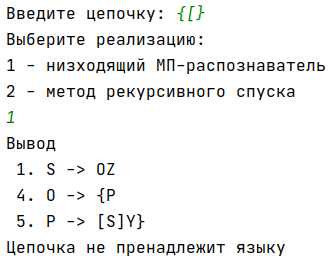 Введите цепочку: {[}
Выберите реализацию:
1 - низходящий МП-распознаватель
2 - метод рекурсивного спуска
1
Вывод
1. S -> OZ
4. O -> {P
5. P -> [S]Y}
Цепочка не пренадлежит языку